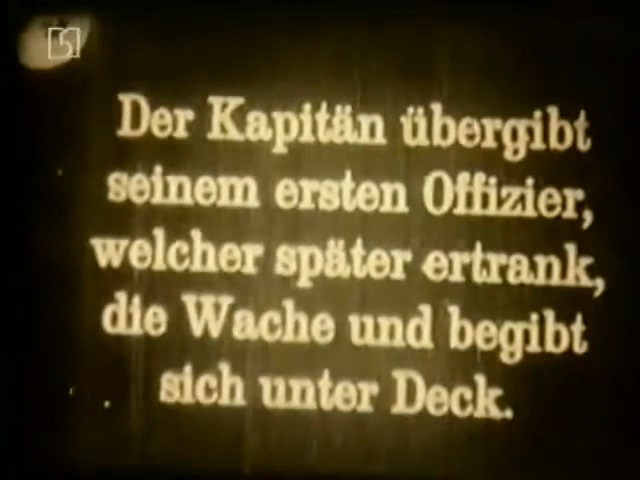 Der Kapitän übergibt
seinem ersten Offizier,
welcher später ertrank,
die Wache und begibt
sich unter Deck.